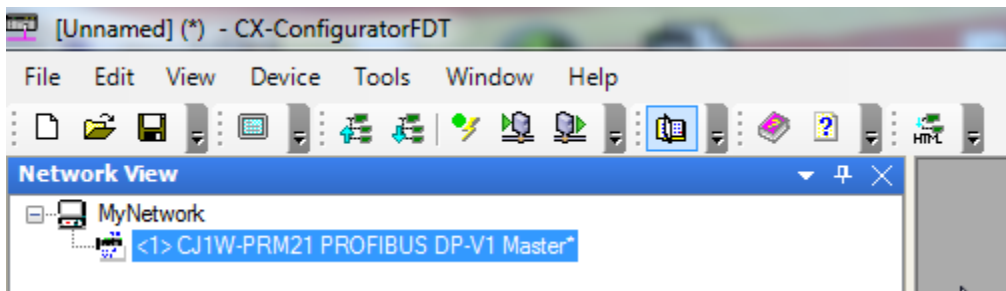 [Unnamed] (*) - CX-ConfiguratorFDT
File Edit View Device Tools Window Help
HTML
Network View
MyNetwork
<1> CJ1W-PRM21 PROFIBUS DP-V1 Master*